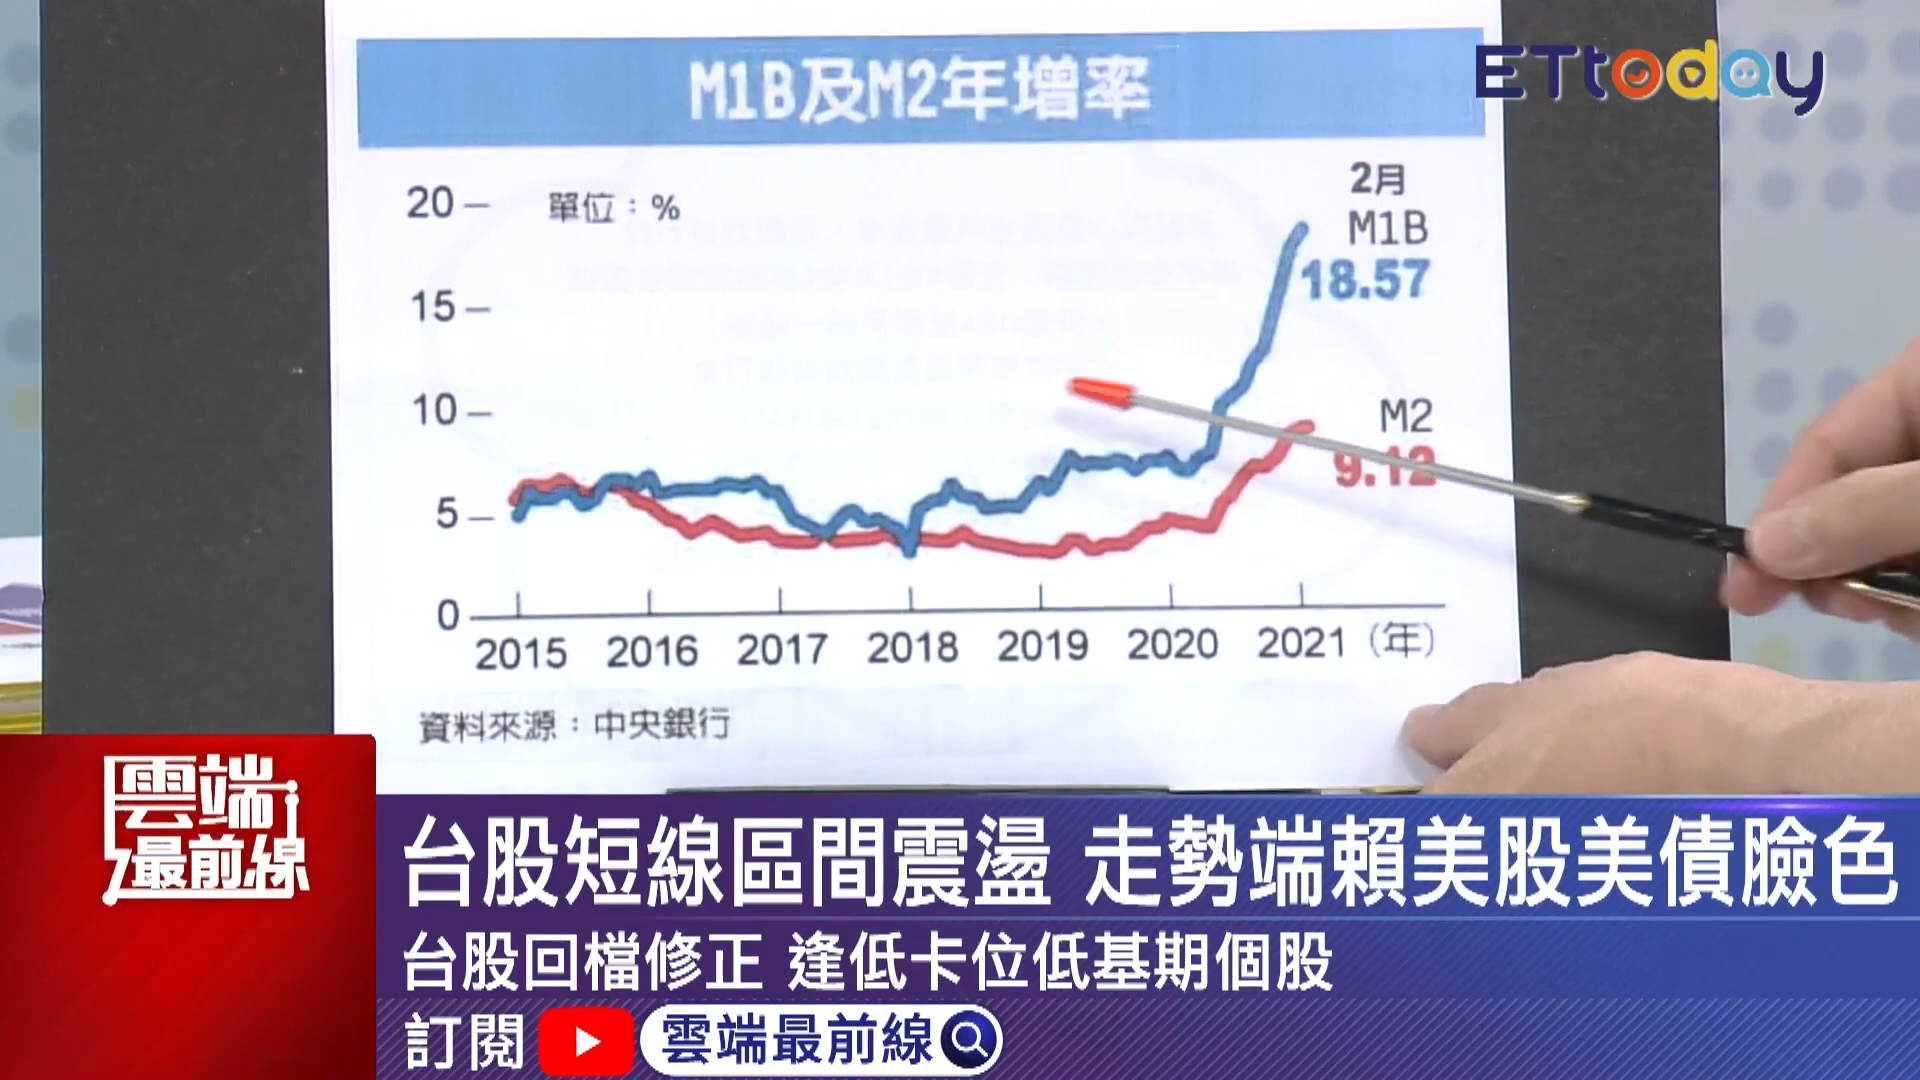 M1B及M2年增率
ETtoday
20
單位：%
2月
M1B
18.57
15
10
M2
9.12
5
0
2015 2016 2017 2018 2019 2020 2021（年）
資料來源：中央銀行
雲端
最前線
台股短線區間震盪 走勢端賴美股美債臉色
台股回檔修正 逢低卡位低基期個股
訂閱 雲端最前線